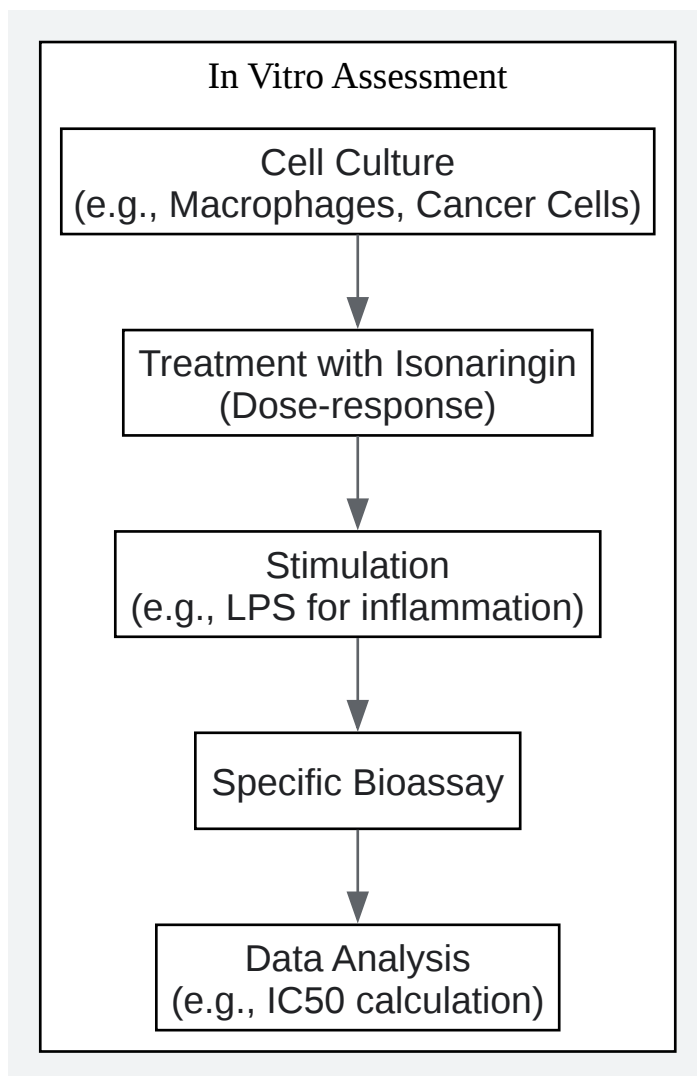 In Vitro Assessment
Cell Culture
(e.g., Macrophages, Cancer Cells)
Treatment with Isonaringin
(Dose-response)
Stimulation
(e.g., LPS for inflammation)
Specific Bioassay
Data Analysis
(e.g., IC50 calculation)